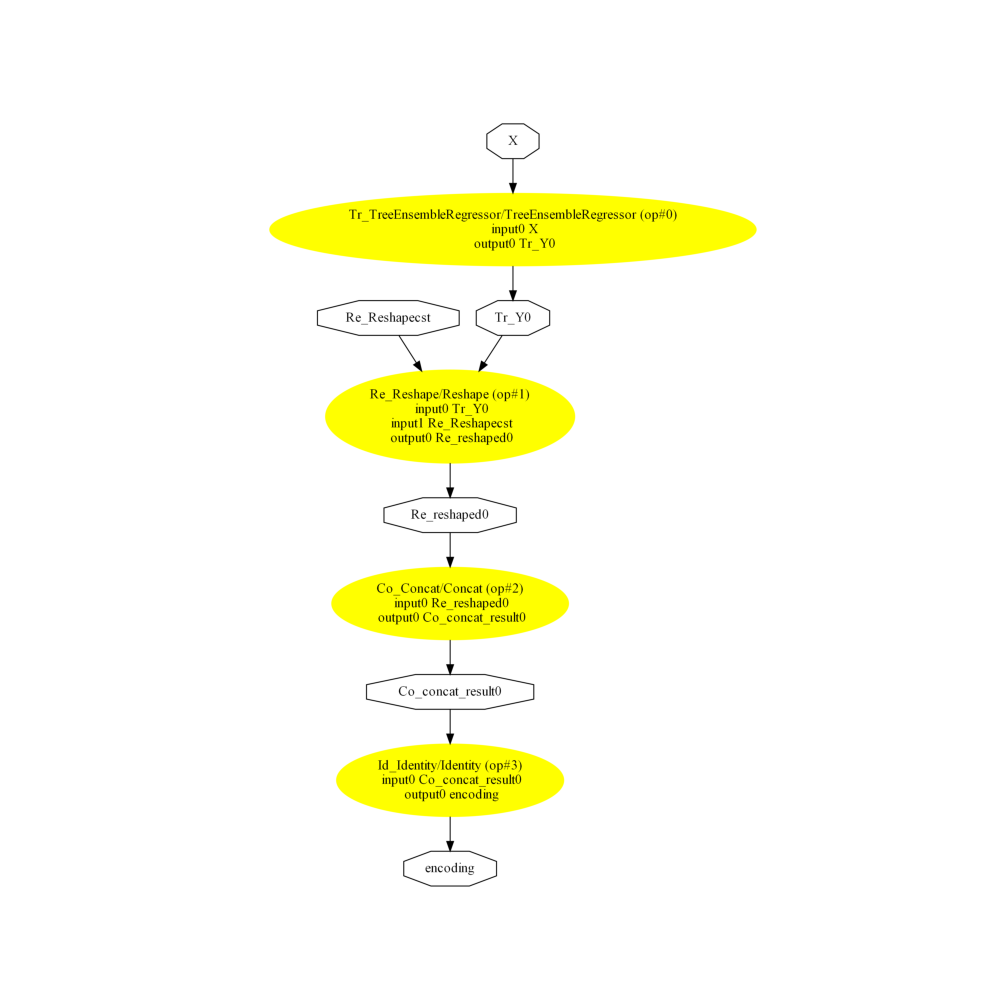 X
Tr_TreeEnsembleRegressor/TreeEnsembleRegressor (op#0)
input0 X
output0 Tr_Y0
Re_Reshapecst
Tr_Y0
Re_Reshape/Reshape (op#1)
input0 Tr_Y0
input1 Re_Reshapecst
output0 Re_reshaped0
Re_reshaped0
Co_Concat/Concat (op#2)
input0 Re_reshaped0
output0 Co_concat_result0
Co_concat_result0
Id_Identity/Identity (op#3)
input0 Co_concat_result0
output0 encoding
encoding